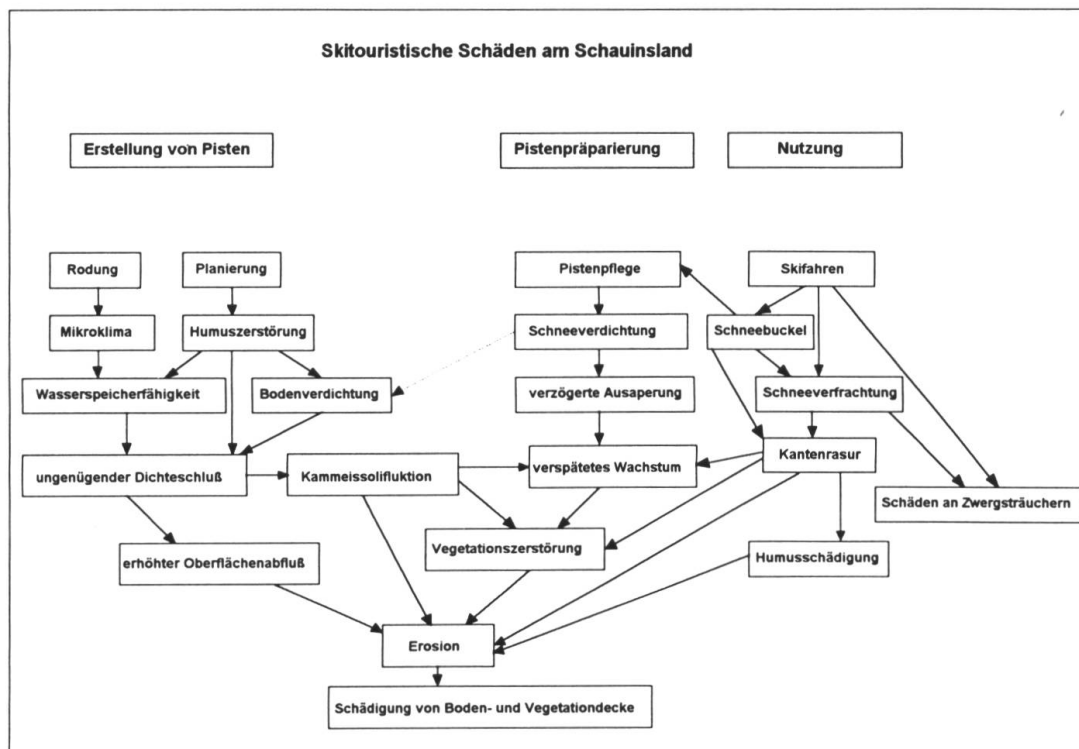 Skitouristische Schäden am Schauinsland
Erstellung von Pisten
Pistenpräparierung
Nutzung
Rodung
Planierung
Pistenpflege
Skifahren
Mikroklima
Humuszerstörung
Schneeverdichtung
Schneebuckel
Wasserspeicherfähigkeit
Bodenverdichtung
verzögerte Ausaperung
Schneeverfrachtung
ungenügender Dichteschluß
Kammeissolifluktion
verspätetes Wachstum
Kantenrasur
Schäden an Zwergsträuchern
erhöhter Oberflächenabfluß
Vegetationszerstörung
Humusschädigung
Erosion
Schädigung von Boden- und Vegetationdecke